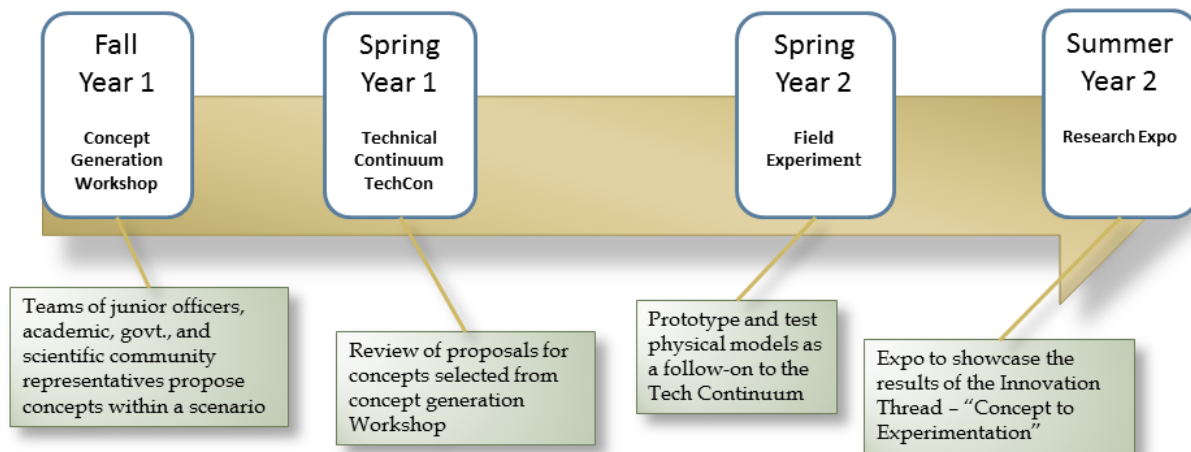 Fall
Year 1
Concept
Generation
Workshop
Spring
Year 1
Technical
Continuum
TechCon
Spring
Year 2
Field
Experiment
Summer
Year 2
Research Expo
Teams of junior officers,
academic, govt., and
scientific community
representatives propose
concepts within a scenario
Review of proposals for
concepts selected from
concept generation
Workshop
Prototype and test
physical models as
a follow-on to the
Tech Continuum
Expo to showcase the
results of the Innovation
Thread – “Concept to
Experimentation”